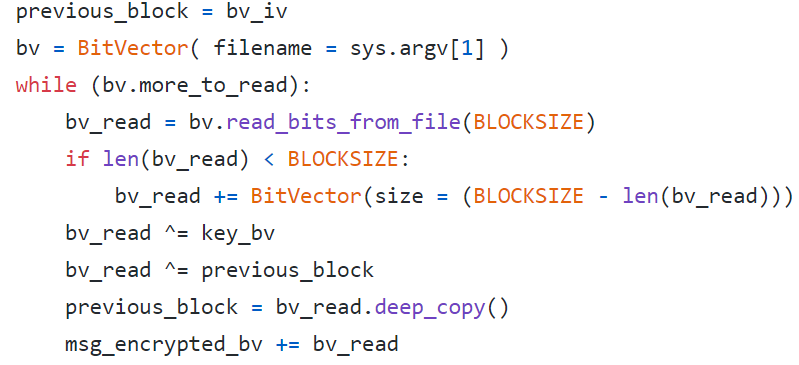 previous_block = bv_iv
bv = BitVector( filename = sys.argv[1] )
while (bv.more_to_read):
    bv_read = bv.read_bits_from_file(BLOCKSIZE)
    if len(bv_read) < BLOCKSIZE:
        bv_read += BitVector(size = (BLOCKSIZE - len(bv_read)))
    bv_read ^= key_bv
    bv_read ^= previous_block
    previous_block = bv_read.deep_copy()
    msg_encrypted_bv += bv_read